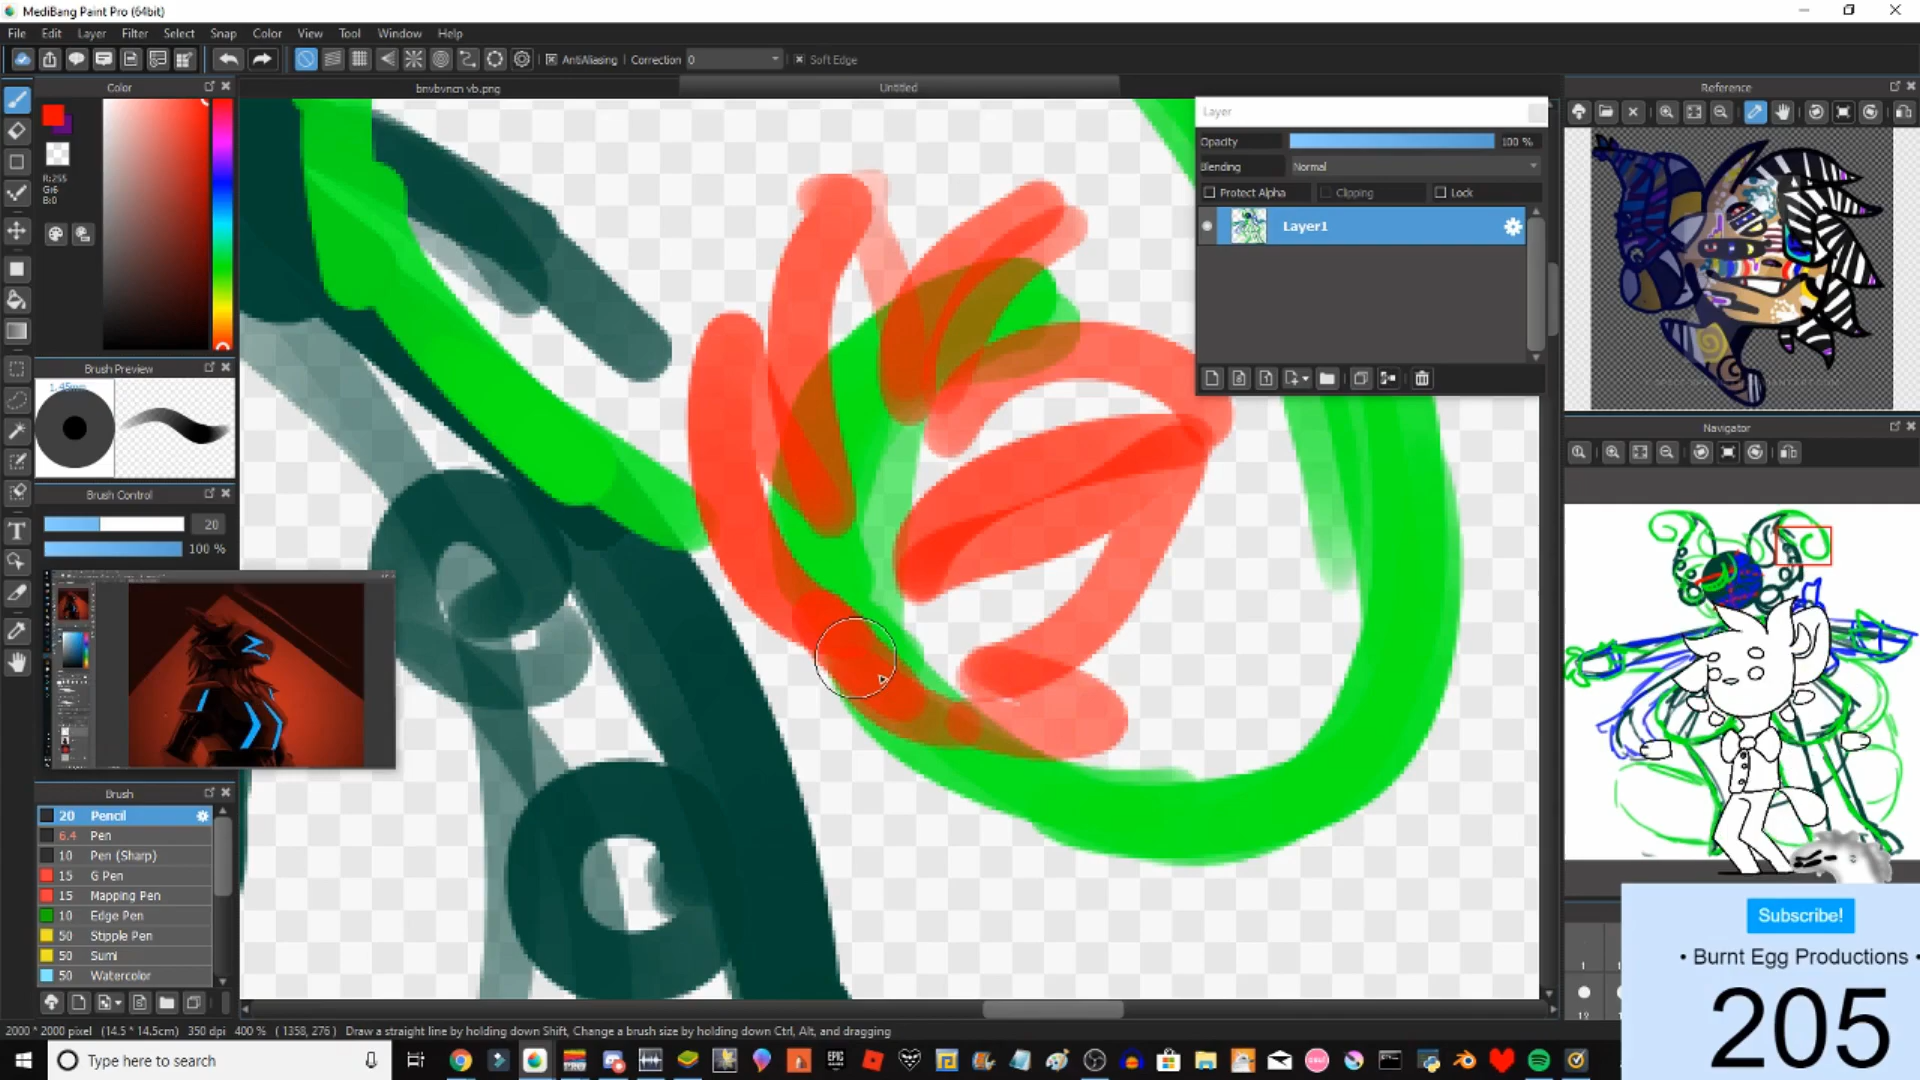 MediBang Paint Pro (64bit)
File Edit Layer Filter Select Snap Color View Tool Window Help
AntiAliasing Correction 0 Soft Edge
Color
bnvbvncn vb.png
Untitled
Reference
R:255
G:6
B:0
Layer
Opacity 100 %
Blending Normal
Protect Alpha Clipping Lock
Layer1
Brush Preview
1.45mm
Navigator
Brush Control
20
100 %
Brush
20 Pencil
6.4 Pen
10 Pen (Sharp)
15 G Pen
15 Mapping Pen
10 Edge Pen
50 Stipple Pen
50 Sumi
50 Watercolor
Subscribe!
• Burnt Egg Productions •
205
2000 * 2000 pixel (14.5 * 14.5cm) 350 dpi 400 % ( 1358, 276 ) Draw a straight line by holding down Shift, Change a brush size by holding down Ctrl, Alt, and dragging
Type here to search